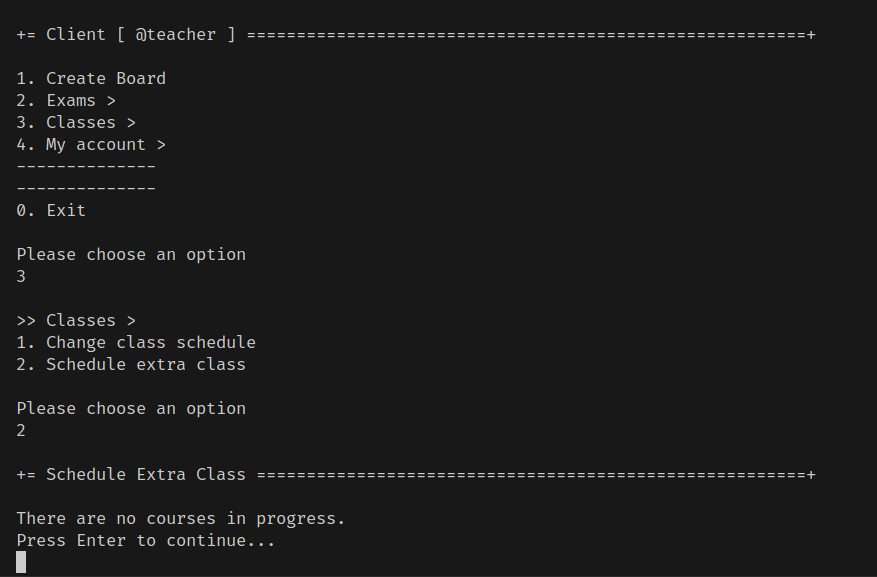 += Client [ @teacher ] ========================================================+
1. Create Board
2. Exams >
3. Classes >
4. My account >
--------------
--------------
0. Exit
Please choose an option
3
>> Classes >
1. Change class schedule
2. Schedule extra class
Please choose an option
2
+= Schedule Extra Class =======================================================+
There are no courses in progress.
Press Enter to continue...